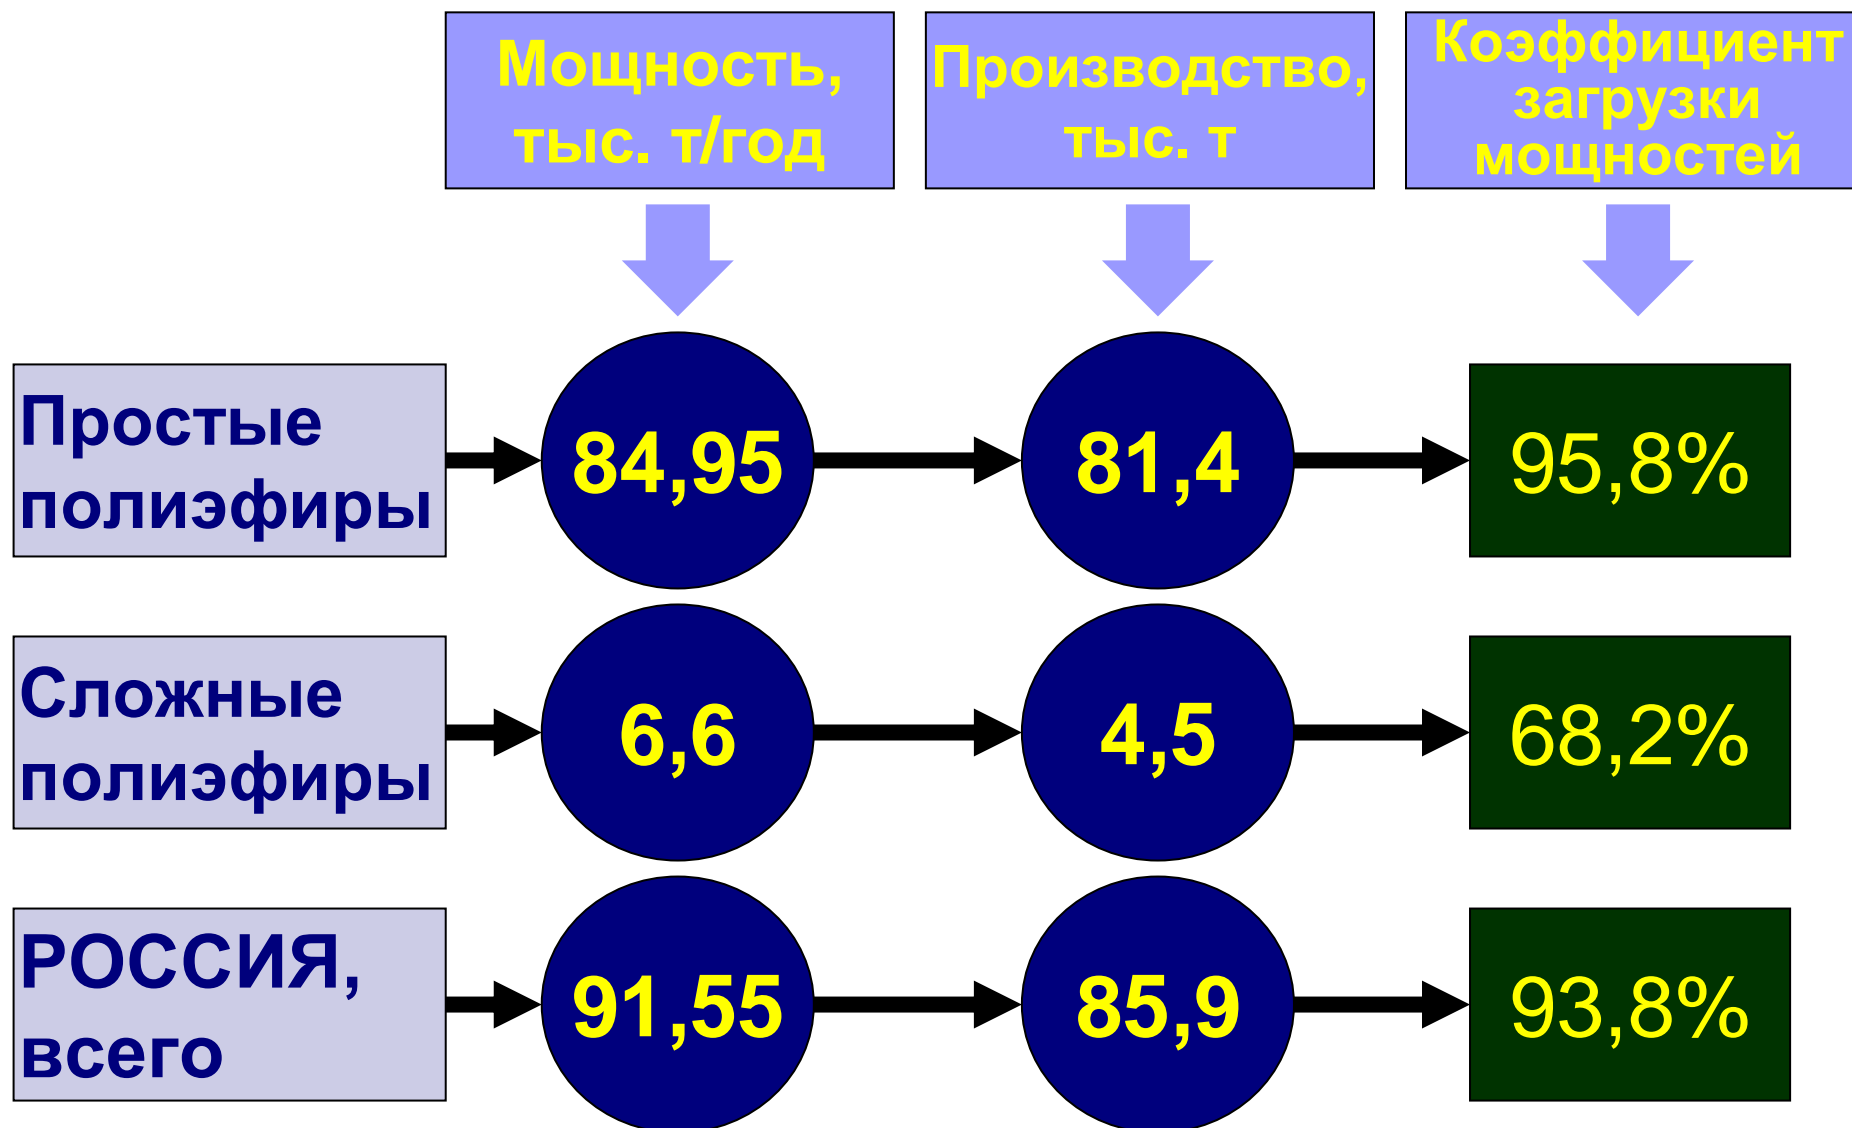 Мощность,
тыс. т/год
Производство,
тыс. т
Коэффициент
загрузки
мощностей
Простые
полиэфиры
84,95
81,4
95,8%
Сложные
полиэфиры
6,6
4,5
68,2%
РОССИЯ,
всего
91,55
85,9
93,8%